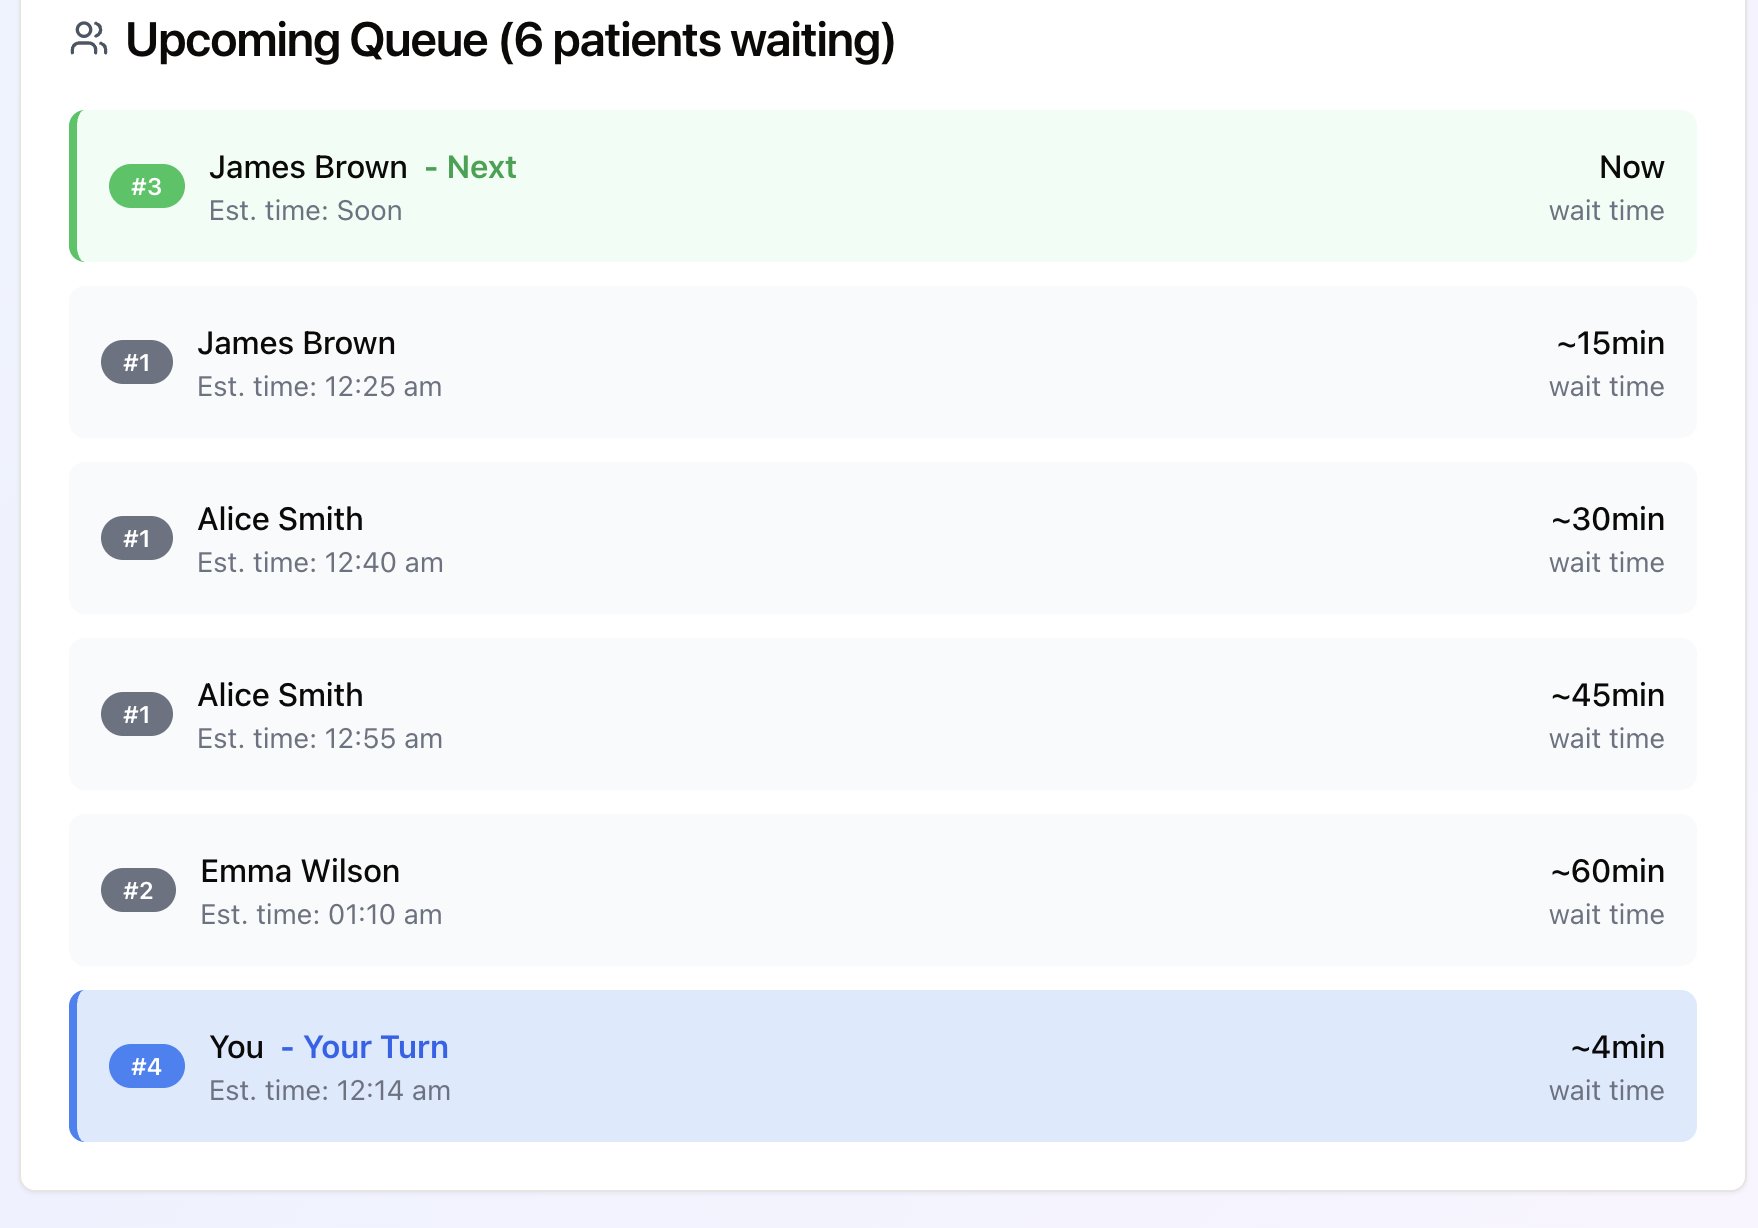 Upcoming Queue (6 patients waiting)
#3
James Brown - Next
Est. time: Soon
Now
wait time
#1
James Brown
Est. time: 12:25 am
~15min
wait time
#1
Alice Smith
Est. time: 12:40 am
~30min
wait time
#1
Alice Smith
Est. time: 12:55 am
~45min
wait time
#2
Emma Wilson
Est. time: 01:10 am
~60min
wait time
#4
You - Your Turn
Est. time: 12:14 am
~4min
wait time